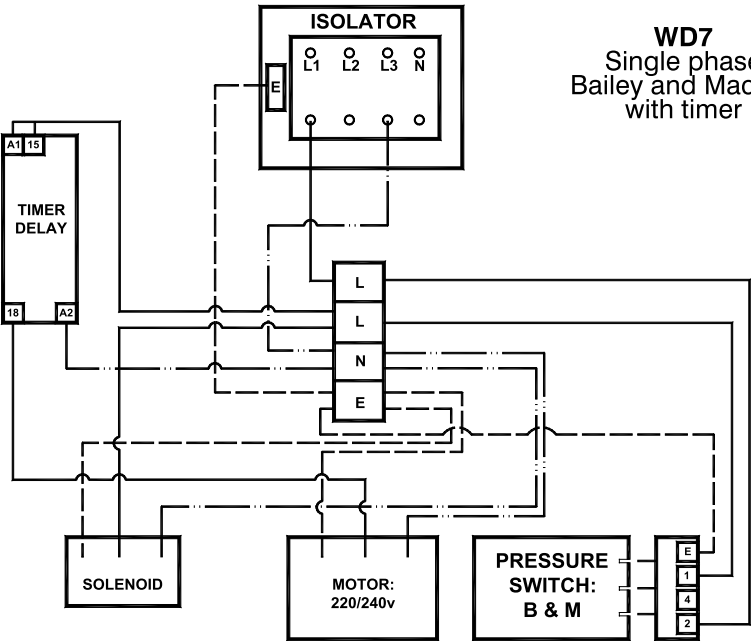 ISOLATOR
L1 L2 L3 N
E
WD7
Single phase
Bailey and Mac
with timer
A1 15
TIMER
DELAY
18 A2
L
L
N
E
SOLENOID
MOTOR:
220/240v
PRESSURE
SWITCH:
B & M
E
1
4
2